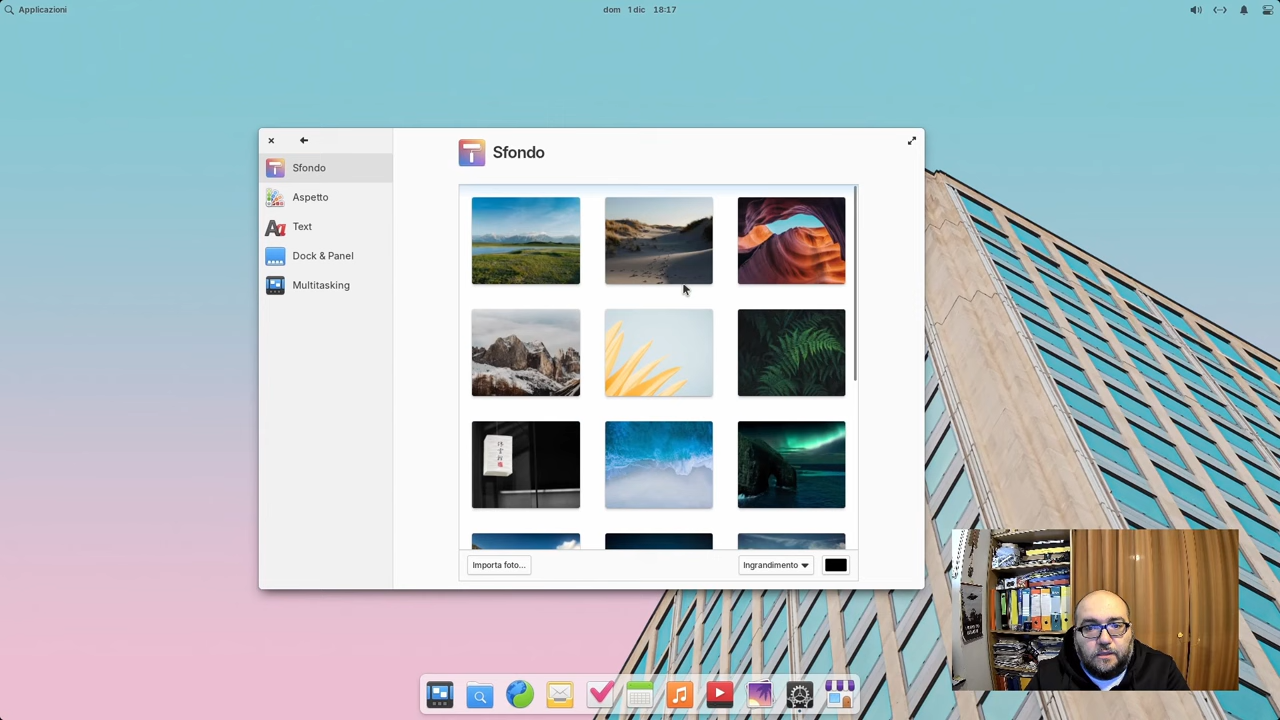 Applicazioni
dom 1 dic 18:17
Sfondo
Sfondo
Aspetto
Text
Dock & Panel
Multitasking
Importa foto...
Ingrandimento